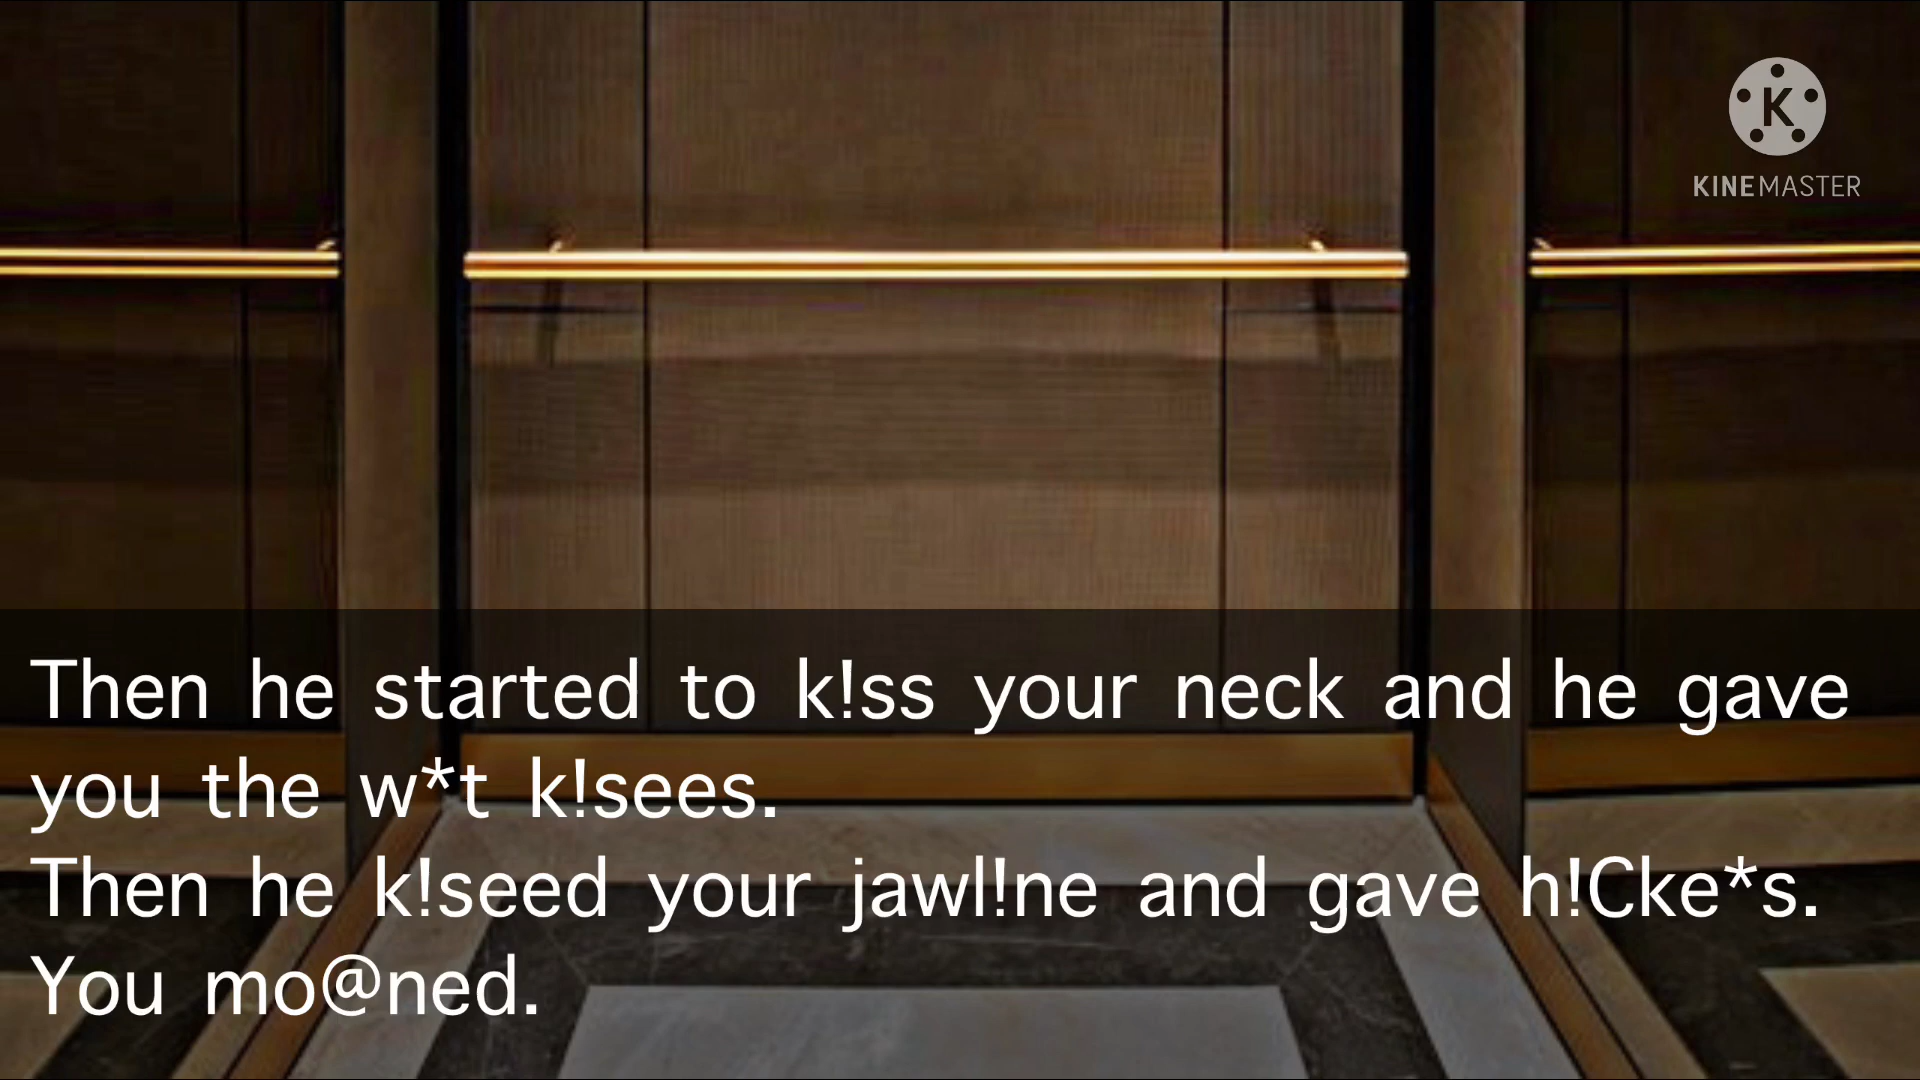 KINEMASTER
Then he started to k!ss your neck and he gave
you the w*t k!sees.
Then he k!seed your jawl!ne and gave h!Cke*s.
You mo@ned.